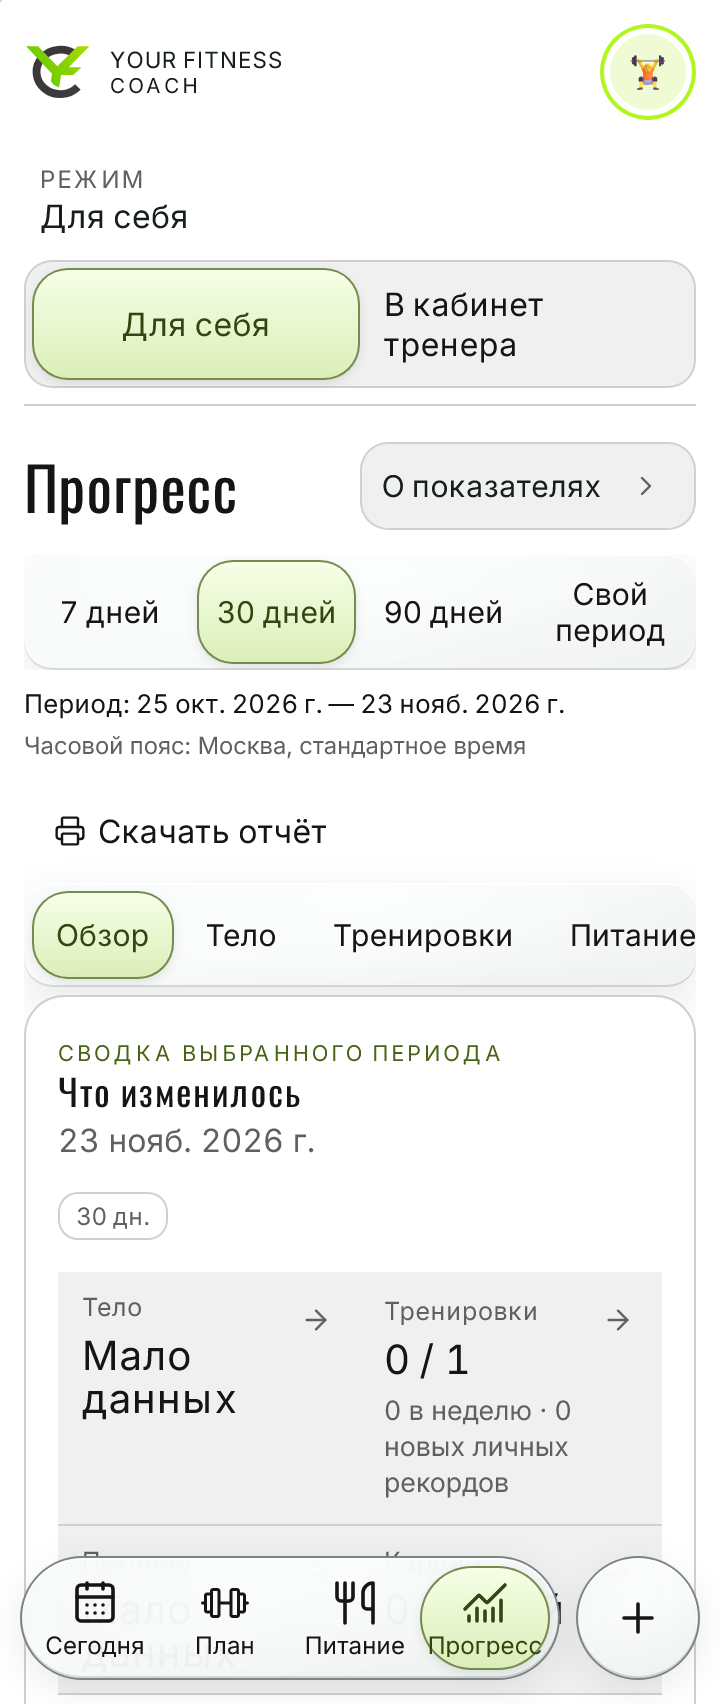 YOUR FITNESS
COACH
РЕЖИМ
Для себя
Для себя
В кабинет
тренера
Прогресс
О показателях
7 дней
30 дней
90 дней
Свой
период
Период: 25 окт. 2026 г. — 23 нояб. 2026 г.
Часовой пояс: Москва, стандартное время
Скачать отчёт
Обзор
Тело
Тренировки
Питание
СВОДКА ВЫБРАННОГО ПЕРИОДА
Что изменилось
23 нояб. 2026 г.
30 дн.
Тело
Мало
данных
Тренировки
0 / 1
0 в неделю · 0
новых личных
рекордов
Сегодня
План
Питание
Прогресс